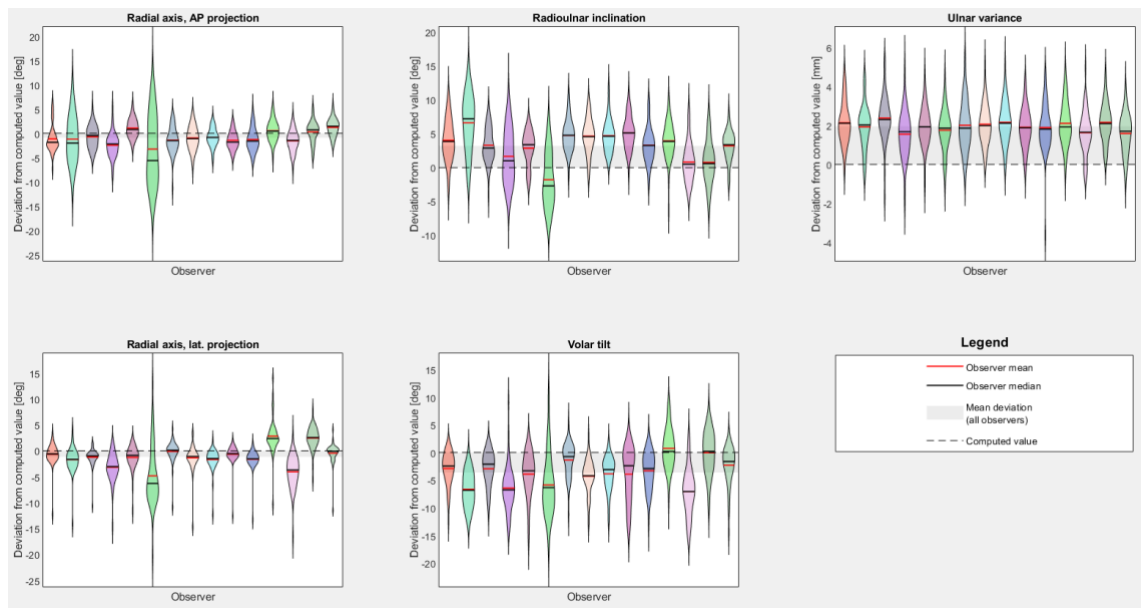 Radial axis, AP projection
Deviation from computed value [deg]
20
15
10
5
0
-5
-10
-15
-20
-25
Observer
Radioulnar inclination
Deviation from computed value [deg]
20
15
10
5
0
-5
-10
Observer
Ulnar variance
Deviation from computed value [mm]
6
4
2
0
-2
-4
Observer
Radial axis, lat. projection
Deviation from computed value [deg]
15
10
5
0
-5
-10
-15
-20
-25
Observer
Volar tilt
Deviation from computed value [deg]
15
10
5
0
-5
-10
-15
-20
Observer
Legend
Observer mean
Observer median
Mean deviation
(all observers)
Computed value